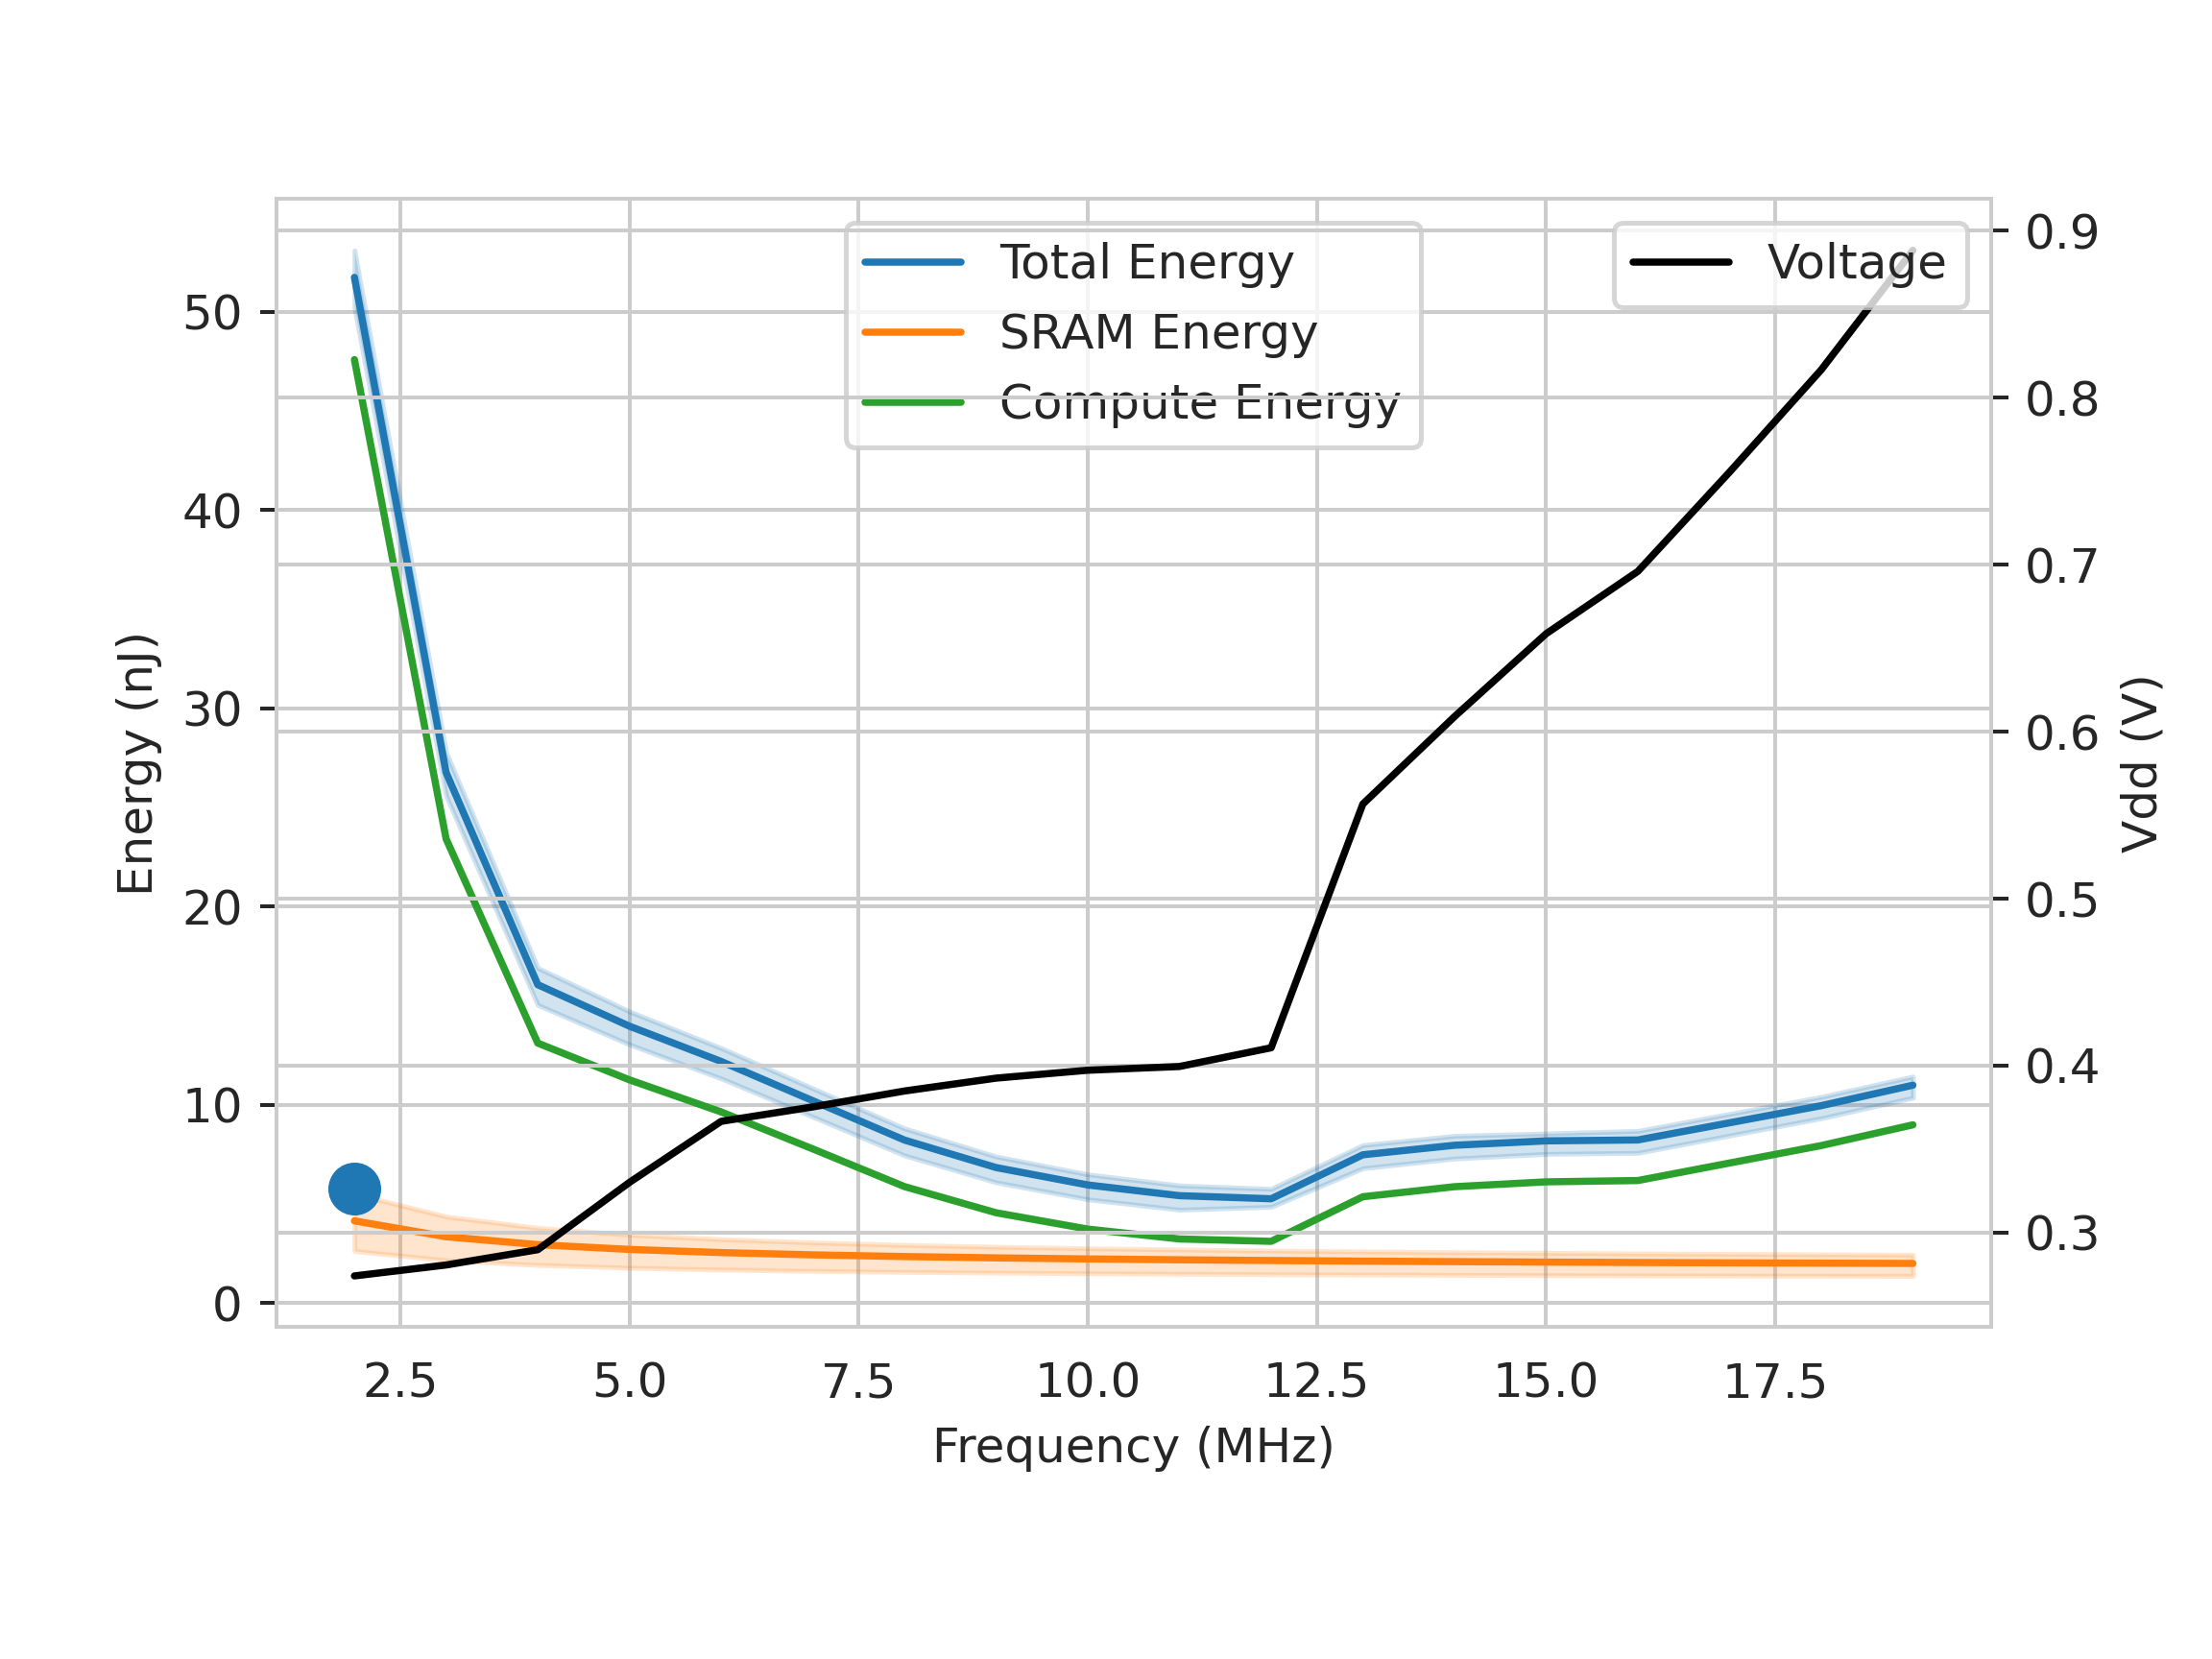 Total Energy
SRAM Energy
Compute Energy
Voltage
Energy (nJ)
50
40
30
20
10
0
0.9
0.8
0.7
0.6
0.5
0.4
0.3
Vdd (V)
2.5 5.0 7.5 10.0 12.5 15.0 17.5
Frequency (MHz)